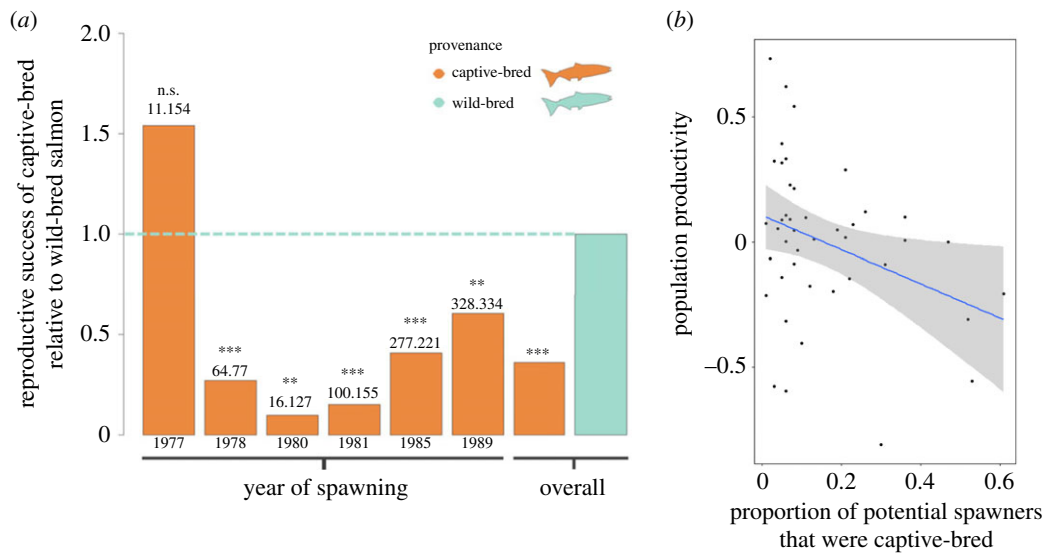 (a)
2.0
1.5
1.0
0.5
0
reproductive success of captive-bred
relative to wild-bred salmon
provenance
captive-bred
wild-bred
n.s.
11.154
***
64.77
**
16.127
***
100.155
***
277.221
**
328.334
***
1977 1978 1980 1981 1985 1989
year of spawning overall
(b)
0.5
0
–0.5
population productivity
0 0.2 0.4 0.6
proportion of potential spawners
that were captive-bred